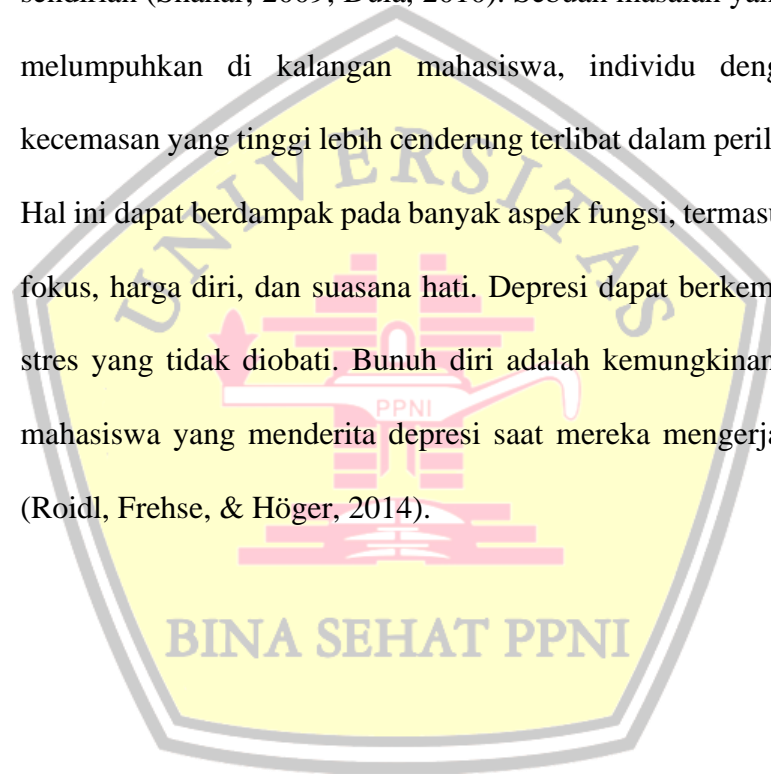 sendirian (Shahar, 2009; Dula, 2010). Sebuah masalah yan
melumpuhkan di kalangan mahasiswa, individu deng
kecemasan yang tinggi lebih cenderung terlibat dalam peril
Hal ini dapat berdampak pada banyak aspek fungsi, termasu
fokus, harga diri, dan suasana hati. Depresi dapat berkem
stres yang tidak diobati. Bunuh diri adalah kemungkinan
mahasiswa yang menderita depresi saat mereka mengerja
(Roidl, Frehse, & Höger, 2014).
UNIVERSITAS
PPNI
BINA SEHAT PPNI